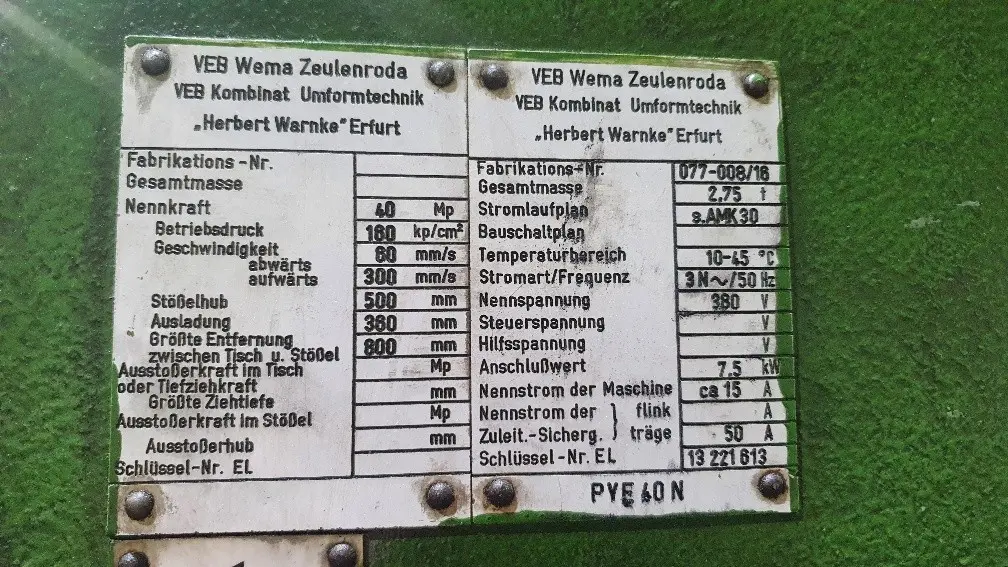 VEB Wema Zeulenroda
VEB Kombinat Umformtechnik
„Herbert Warnke" Erfurt
Fabrikations-Nr.
Gesamtmasse
Nennkraft 40 Mp
Betriebsdruck 160 kp/cm²
Geschwindigkeit
abwärts 60 mm/s
aufwärts 300 mm/s
Stößelhub 500 mm
Ausladung 360 mm
Größte Entfernung
zwischen Tisch u. Stößel 800 mm
Ausstoßerkraft im Tisch
oder Tiefziehkraft Mp
Größte Ziehtiefe mm
Ausstoßerkraft im Stößel Mp
Ausstoßerhub mm
Schlüssel-Nr. EL
VEB Wema Zeulenroda
VEB Kombinat Umformtechnik
„Herbert Warnke" Erfurt
Fabrikations-Nr. 077-008/16
Gesamtmasse 2,75 t
Stromlaufplan s.AMK30
Bauschaltplan
Temperaturbereich 10-45 °C
Stromart/Frequenz 3N~/50 Hz
Nennspannung 380 V
Steuerspannung V
Hilfsspannung V
Anschlußwert 7,5 kW
Nennstrom der Maschine ca 15 A
Nennstrom der } flink A
Zuleit.-Sicherg. } träge 50 A
Schlüssel-Nr. EL 13 221 613
PYE 40 N